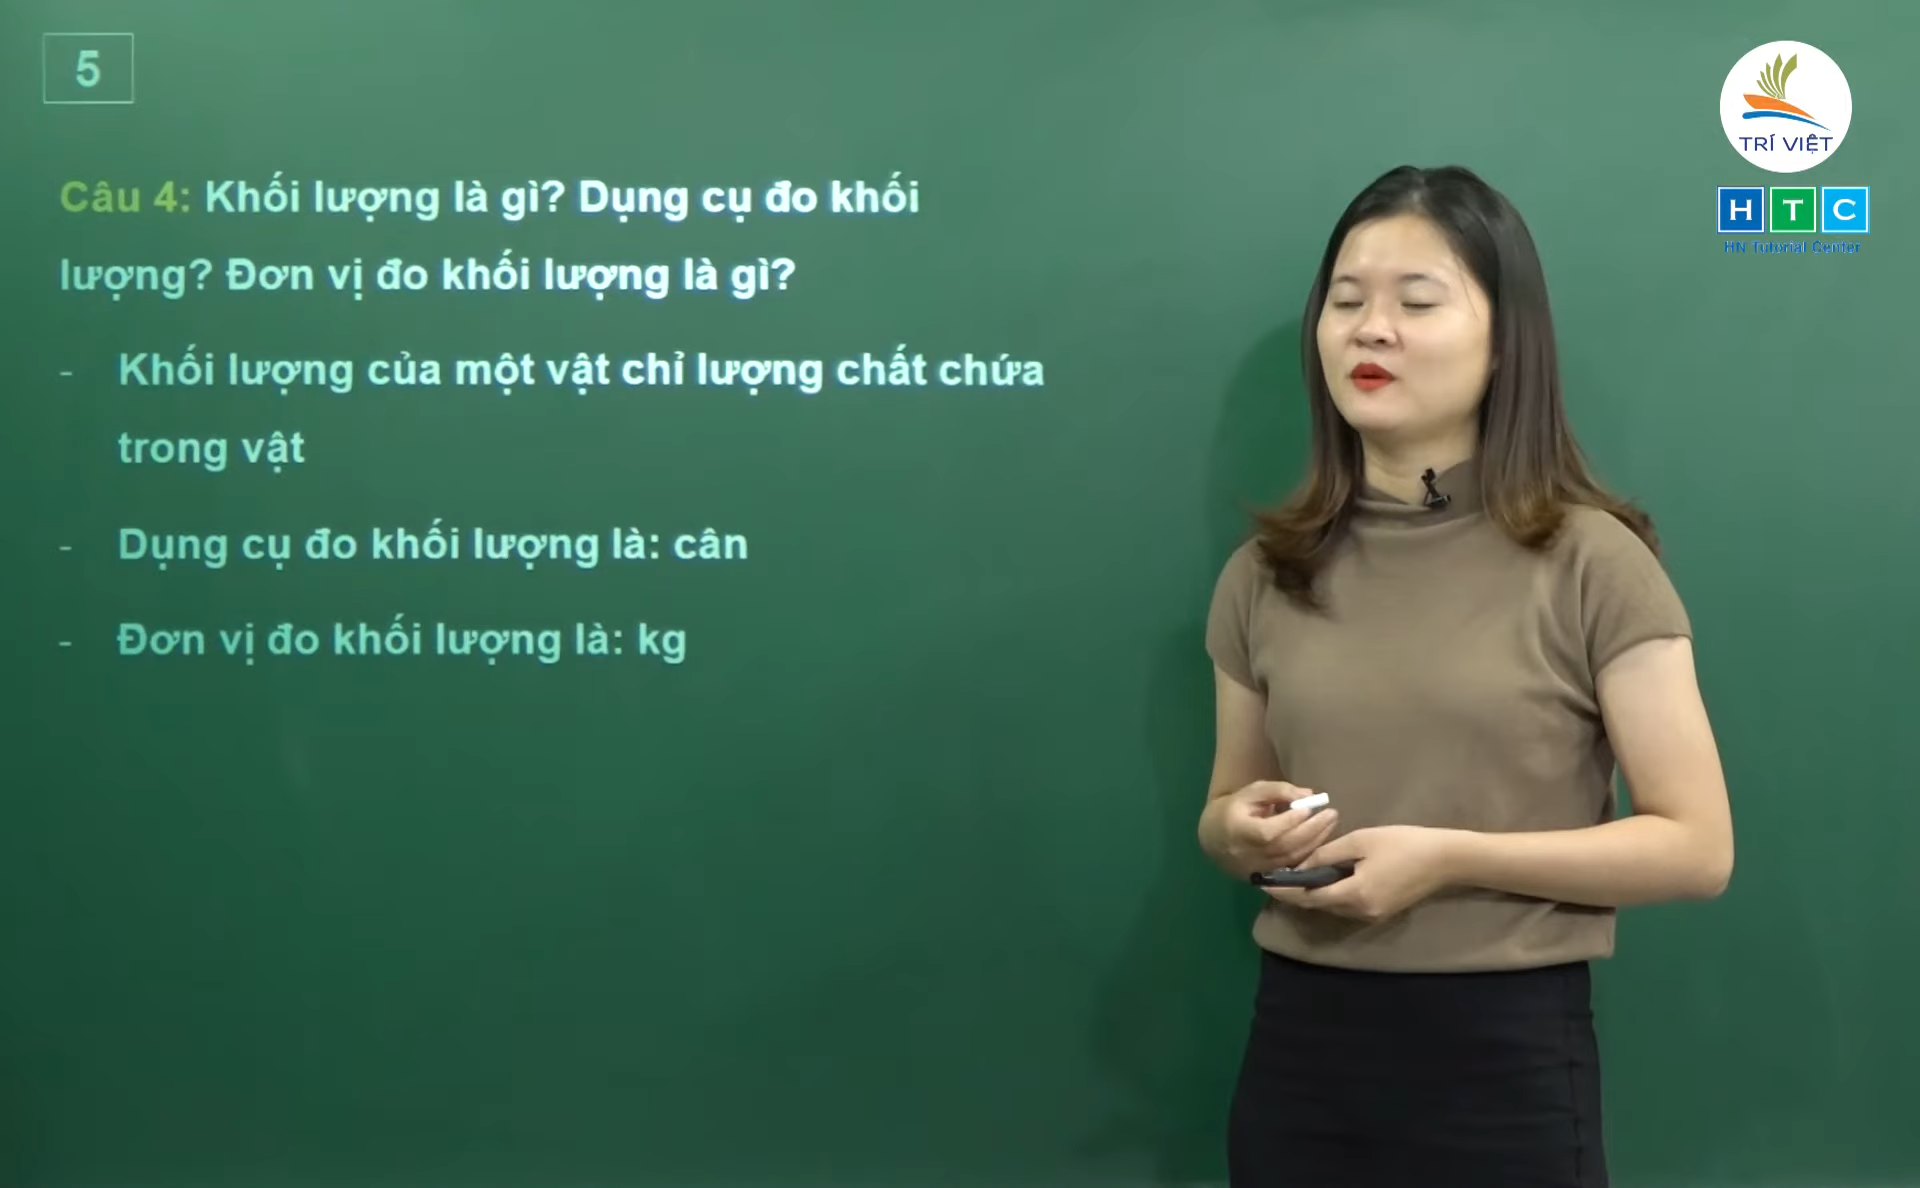 5
TRÍ VIỆT
H T C
HN Tutorial Center
Câu 4: Khối lượng là gì? Dụng cụ đo khối
lượng? Đơn vị đo khối lượng là gì?
- Khối lượng của một vật chỉ lượng chất chứa
trong vật
- Dụng cụ đo khối lượng là: cân
- Đơn vị đo khối lượng là: kg